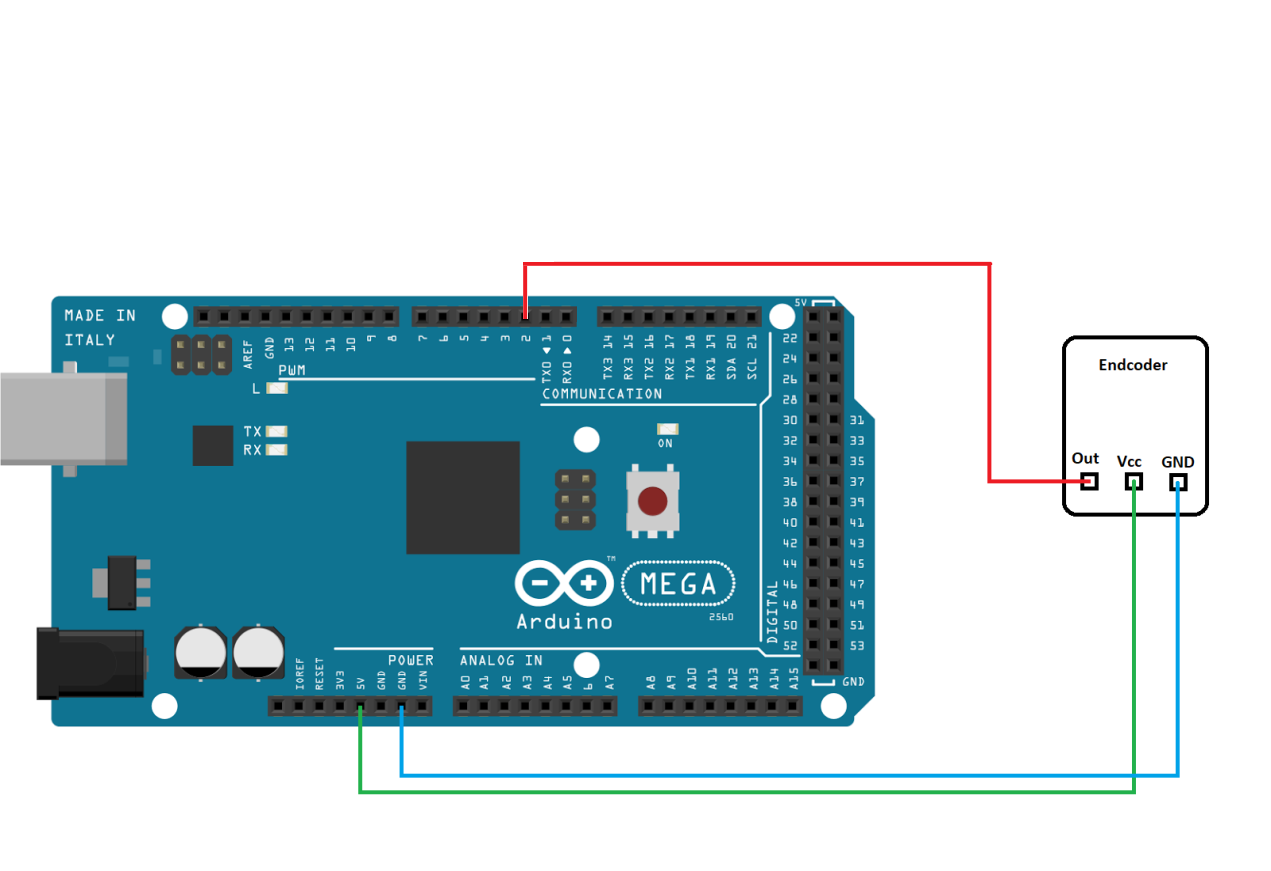 MADE IN
ITALY
AREF
GND
13
12
11
10
9
8
7
6
5
4
3
2
TX0 ◀ 1
RX0 ▶ 0
TX3 14
RX3 15
TX2 16
RX2 17
TX1 18
RX1 19
SDA 20
SCL 21
5V
PWM
COMMUNICATION
L
TX
RX
ON
22
24
26
28
30 31
32 33
34 35
36 37
38 39
40 41
42 43
44 45
46 47
48 49
50 51
52 53
GND
DIGITAL
Arduino
TM
MEGA
2560
POWER
ANALOG IN
IOREF
RESET
3V3
5V
GND
GND
VIN
A0
A1
A2
A3
A4
A5
6
A7
A8
A9
A10
A11
A12
A13
A14
A15
Endcoder
Out Vcc GND